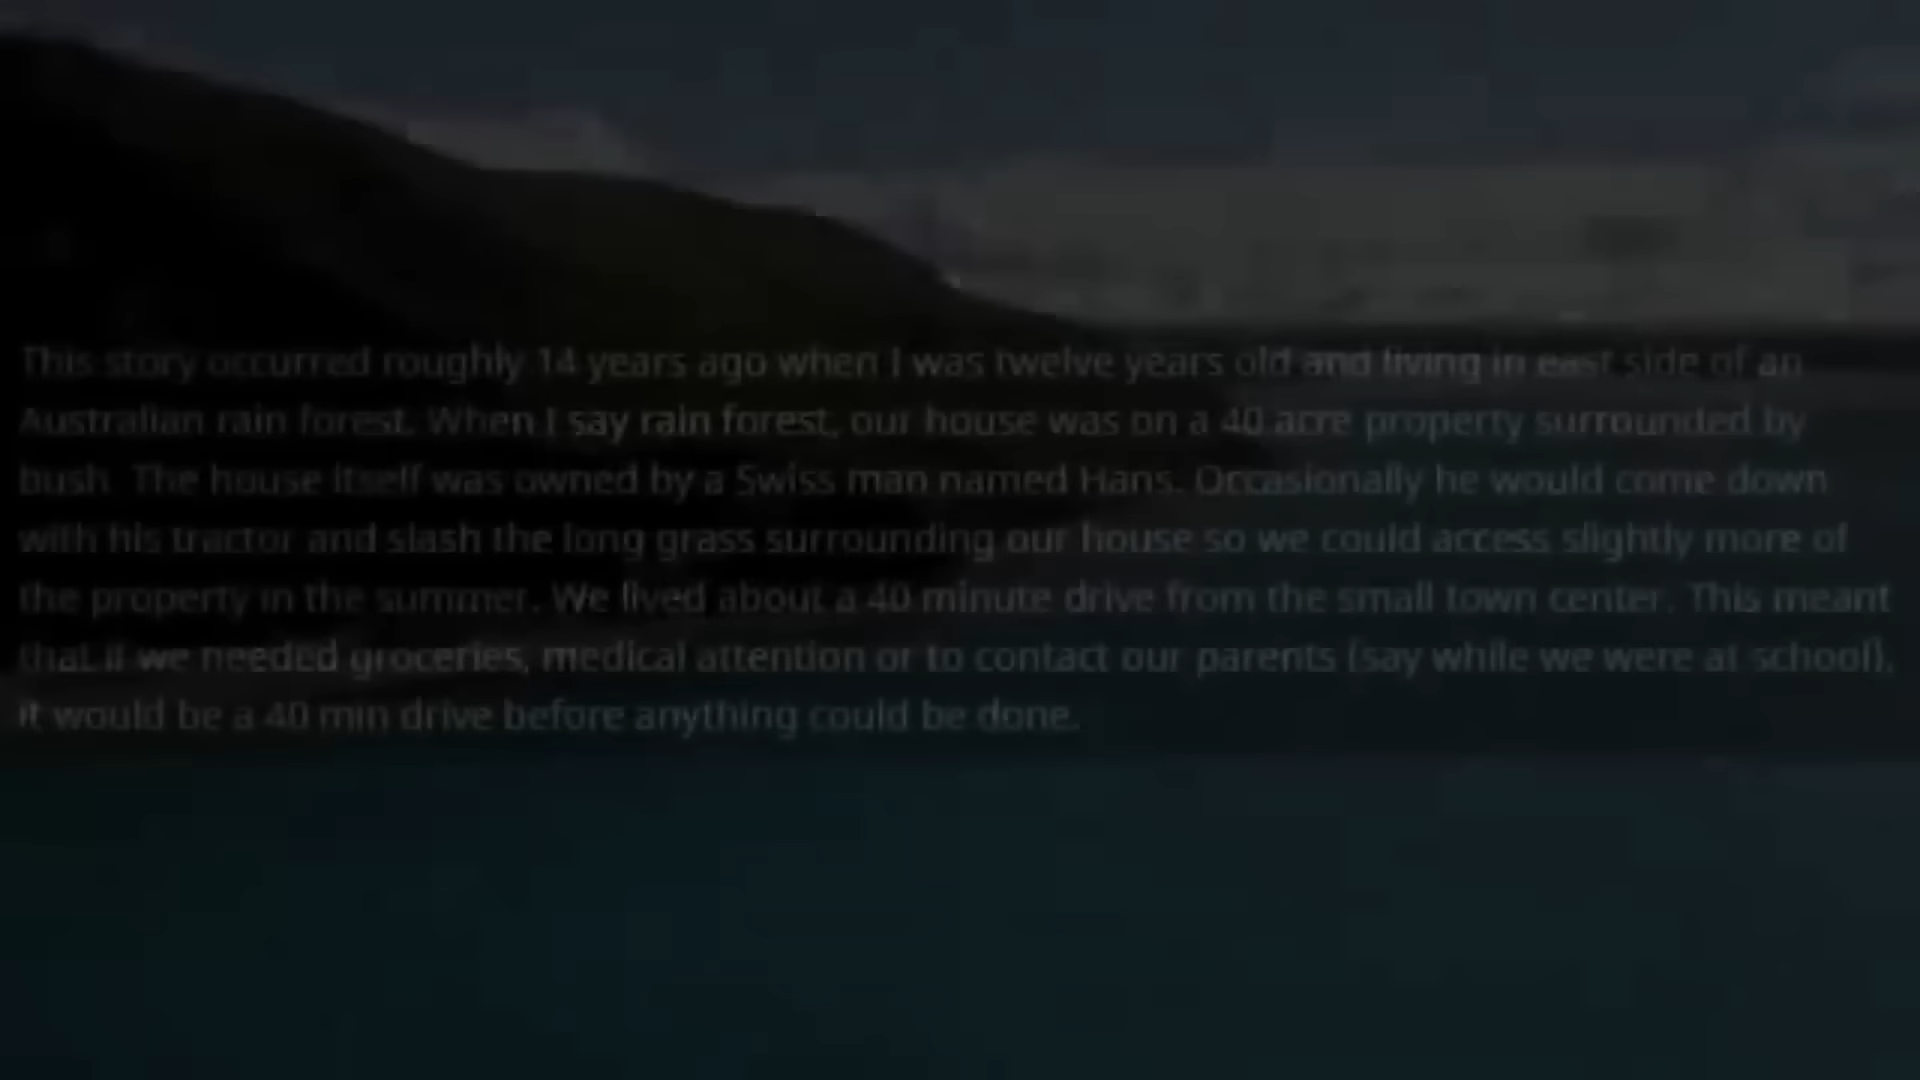 This story occurred roughly 14 years ago when I was twelve years old and living in east side of an
Australian rain forest. When I say rain forest, our house was on a 40 acre property surrounded by
bush. The house itself was owned by a Swiss man named Hans. Occasionally he would come down
with his tractor and slash the long grass surrounding our house so we could access slightly more of
the property in the summer. We lived about a 40 minute drive from the small town center. This meant
that if we needed groceries, medical attention or to contact our parents (say while we were at school),
it would be a 40 min drive before anything could be done.